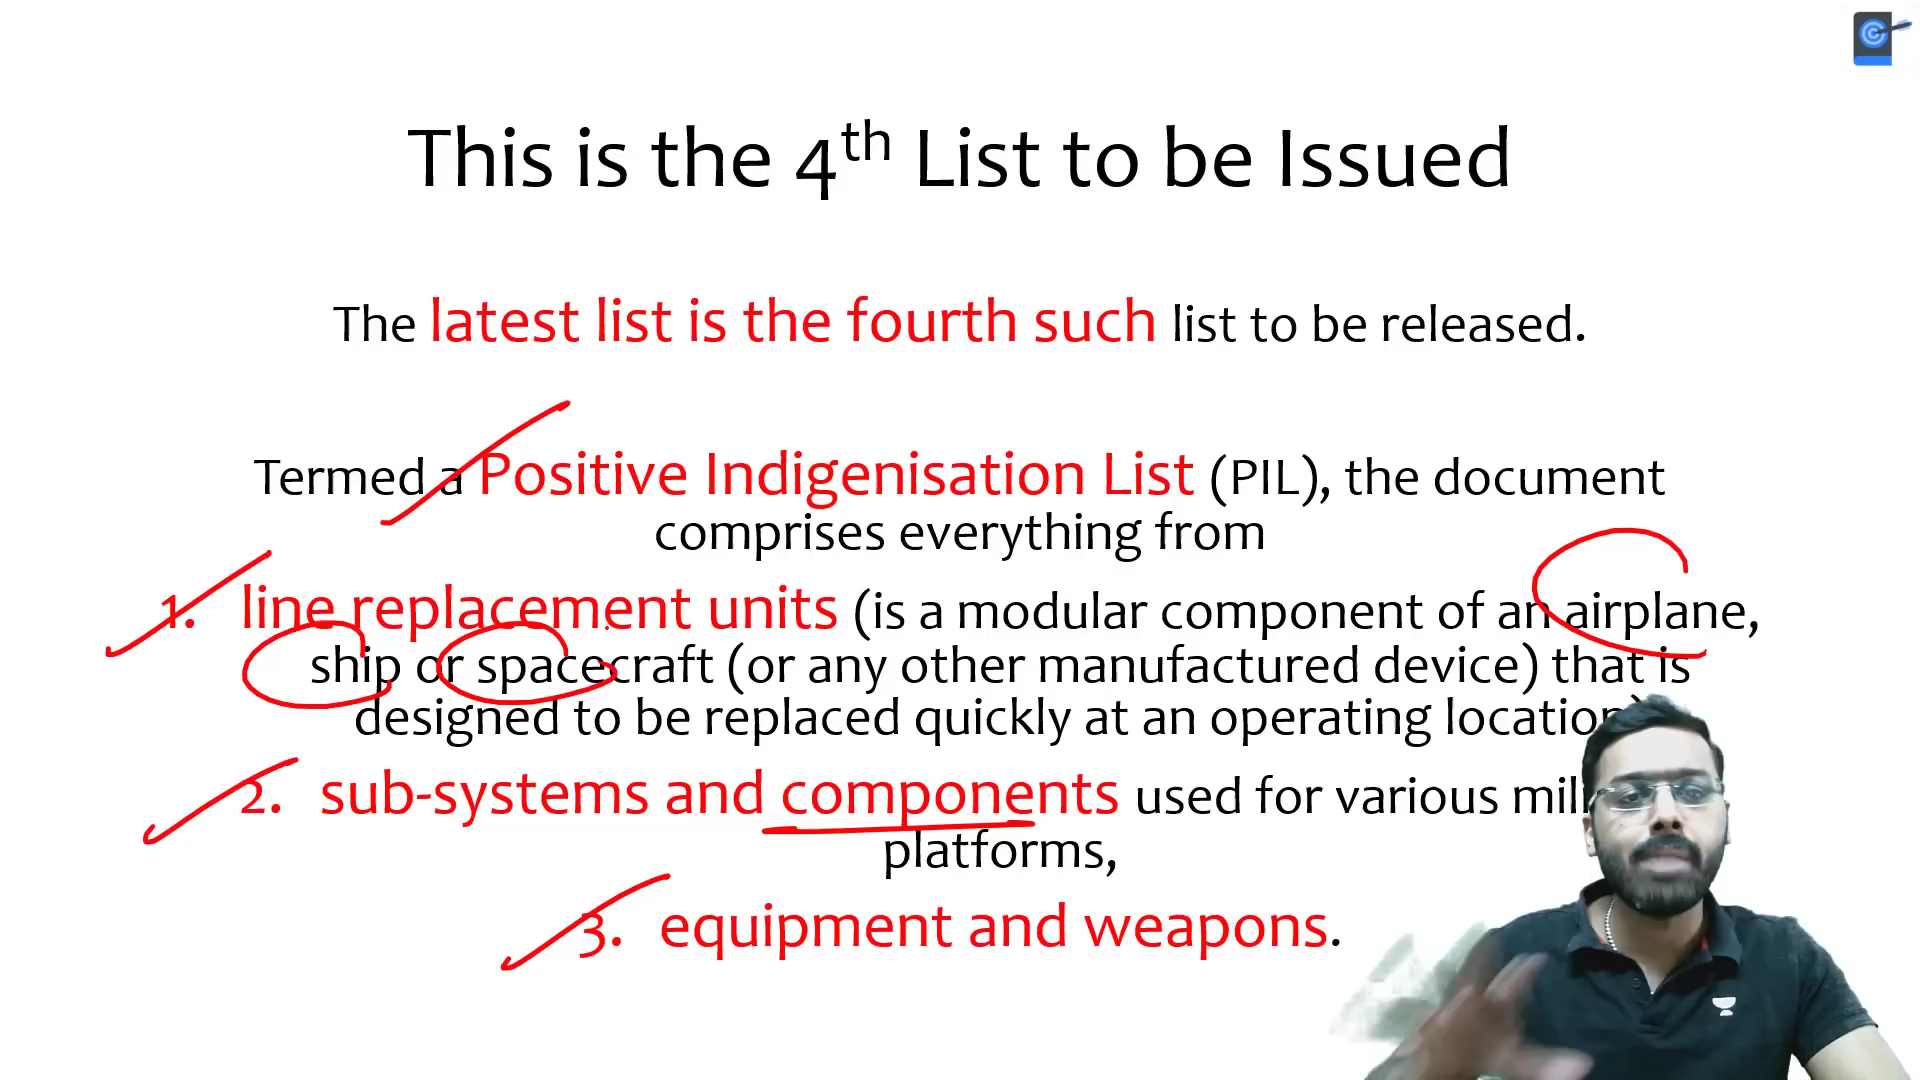 This is the 4th List to be Issued
The latest list is the fourth such list to be released.
Termed a Positive Indigenisation List (PIL), the document
comprises everything from
1. line replacement units (is a modular component of an airplane,
ship or spacecraft (or any other manufactured device) that is
designed to be replaced quickly at an operating location)
2. sub-systems and components used for various
platforms,
3. equipment and weapons.